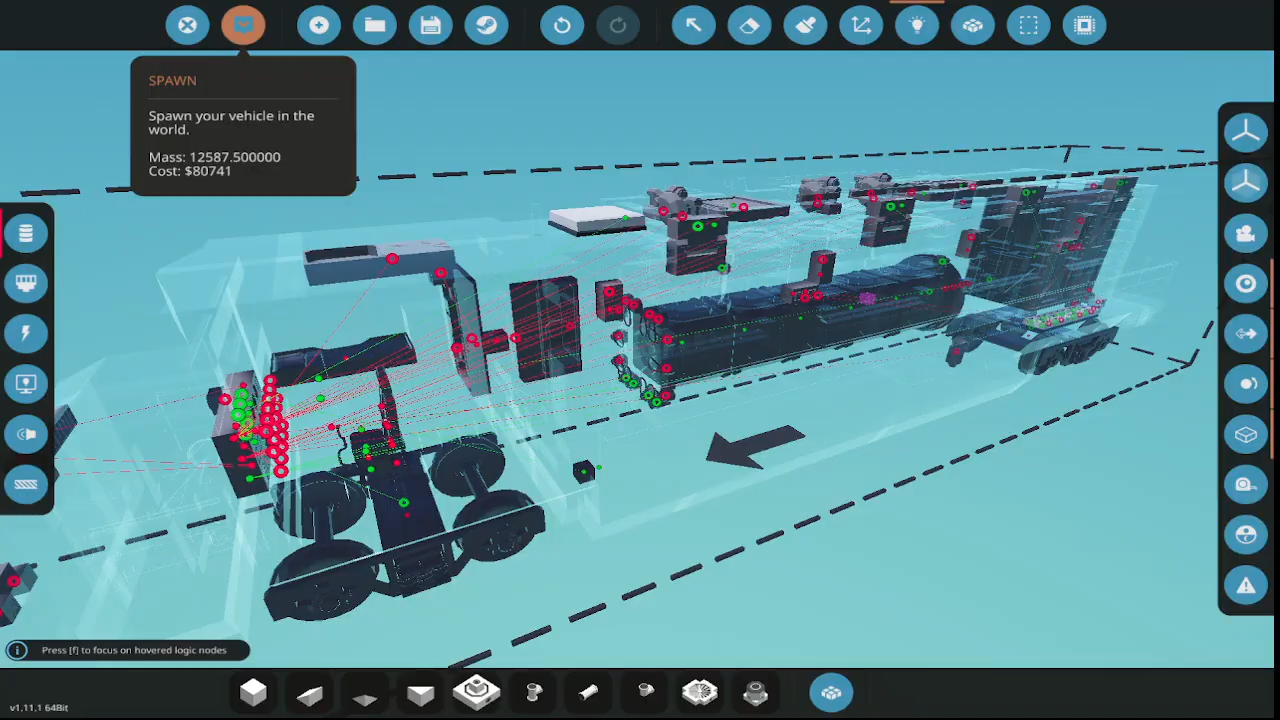 SPAWN
Spawn your vehicle in the
world.
Mass: 12587.500000
Cost: $80741
Press [f] to focus on hovered logic nodes
v1.11.1 64Bit